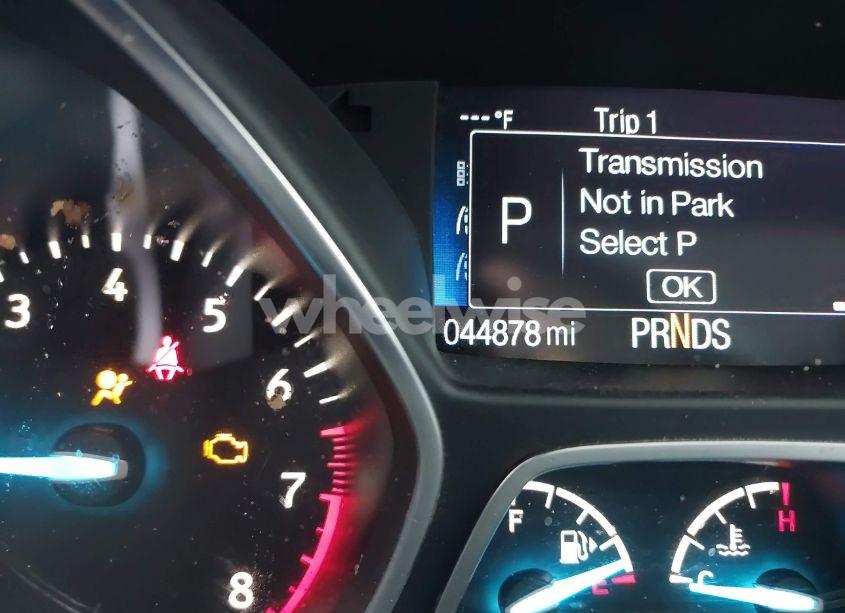 ---°F Trip 1
Transmission
Not in Park
Select P
P
OK
044878 mi PRNDS
3
4
5
6
7
8
F
E
H
C
wheelwise